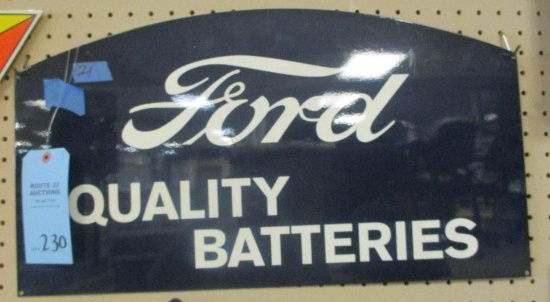 Ford
QUALITY
BATTERIES
ROUTE 32
AUCTIONS
230